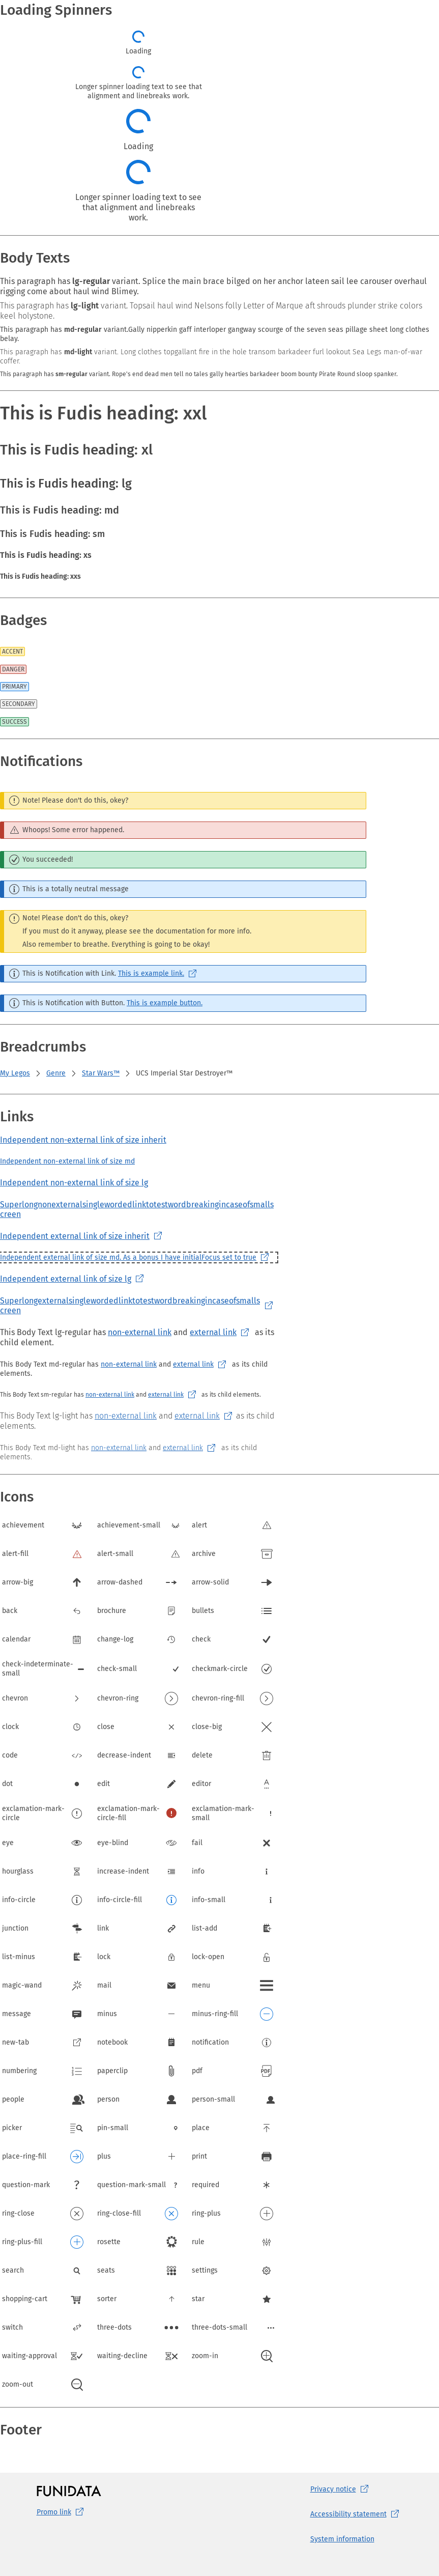 Loading Spinners
Loading
Longer spinner loading text to see that
alignment and linebreaks work.
Loading
Longer spinner loading text to see
that alignment and linebreaks
work.
Body Texts
This paragraph has lg-regular variant. Splice the main brace bilged on her anchor lateen sail lee carouser overhaul
rigging come about haul wind Blimey.
This paragraph has lg-light variant. Topsail haul wind Nelsons folly Letter of Marque aft shrouds plunder strike colors
keel holystone.
This paragraph has md-regular variant.Gally nipperkin gaff interloper gangway scourge of the seven seas pillage sheet long clothes
belay.
This paragraph has md-light variant. Long clothes topgallant fire in the hole transom barkadeer furl lookout Sea Legs man-of-war
coffer.
This paragraph has sm-regular variant. Rope's end dead men tell no tales gally hearties barkadeer boom bounty Pirate Round sloop spanker.
This is Fudis heading: xxl
This is Fudis heading: xl
This is Fudis heading: lg
This is Fudis heading: md
This is Fudis heading: sm
This is Fudis heading: xs
This is Fudis heading: xxs
Badges
ACCENT
DANGER
PRIMARY
SECONDARY
SUCCESS
Notifications
Note! Please don't do this, okey?
Whoops! Some error happened.
You succeeded!
This is a totally neutral message
Note! Please don't do this, okey?
If you must do it anyway, please see the documentation for more info.
Also remember to breathe. Everything is going to be okay!
This is Notification with Link. This is example link.
This is Notification with Button. This is example button.
Breadcrumbs
My Legos Genre Star Wars™ UCS Imperial Star Destroyer™
Links
Independent non-external link of size inherit
Independent non-external link of size md
Independent non-external link of size lg
Superlongnonexternalsinglewordedlinktotestwordbreakingincaseofsmalls
creen
Independent external link of size inherit
Independent external link of size md. As a bonus I have initialFocus set to true
Independent external link of size lg
Superlongexternalsinglewordedlinktotestwordbreakingincaseofsmalls
creen
This Body Text lg-regular has non-external link and external link as its
child element.
This Body Text md-regular has non-external link and external link as its child
elements.
This Body Text sm-regular has non-external link and external link as its child elements.
This Body Text lg-light has non-external link and external link as its child
elements.
This Body Text md-light has non-external link and external link as its child
elements.
Icons
achievement achievement-small alert
alert-fill alert-small archive
arrow-big arrow-dashed arrow-solid
back brochure bullets
calendar change-log check
check-indeterminate-
small check-small checkmark-circle
chevron chevron-ring chevron-ring-fill
clock close close-big
code decrease-indent delete
dot edit editor
exclamation-mark-
circle exclamation-mark-
circle-fill exclamation-mark-
small
eye eye-blind fail
hourglass increase-indent info
info-circle info-circle-fill info-small
junction link list-add
list-minus lock lock-open
magic-wand mail menu
message minus minus-ring-fill
new-tab notebook notification
numbering paperclip pdf
people person person-small
picker pin-small place
place-ring-fill plus print
question-mark question-mark-small required
ring-close ring-close-fill ring-plus
ring-plus-fill rosette rule
search seats settings
shopping-cart sorter star
switch three-dots three-dots-small
waiting-approval waiting-decline zoom-in
zoom-out
Footer
FUNIDATA
Promo link
Privacy notice
Accessibility statement
System information